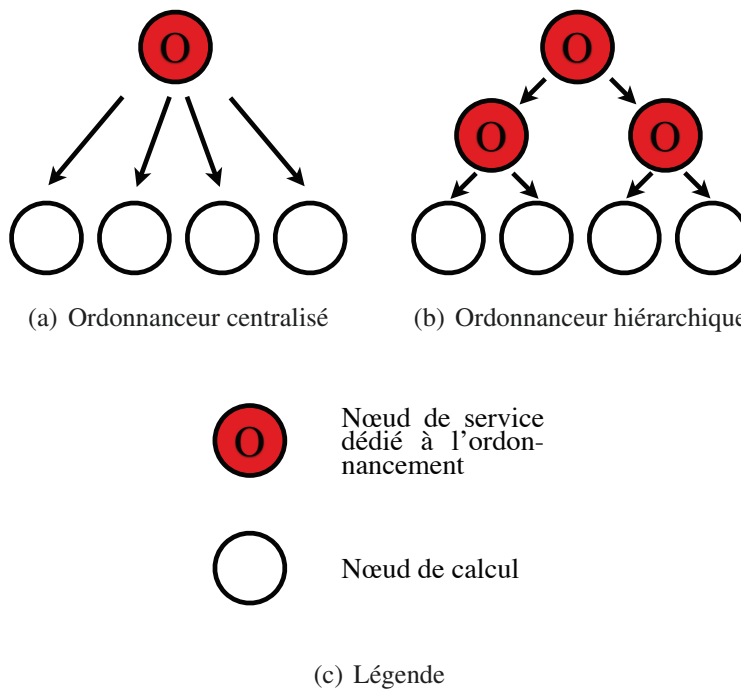 O
O
O O
(a) Ordonnanceur centralisé
(b) Ordonnanceur hiérarchique
O
Nœud de service
dédié à l'ordon-
nancement
Nœud de calcul
(c) Légende